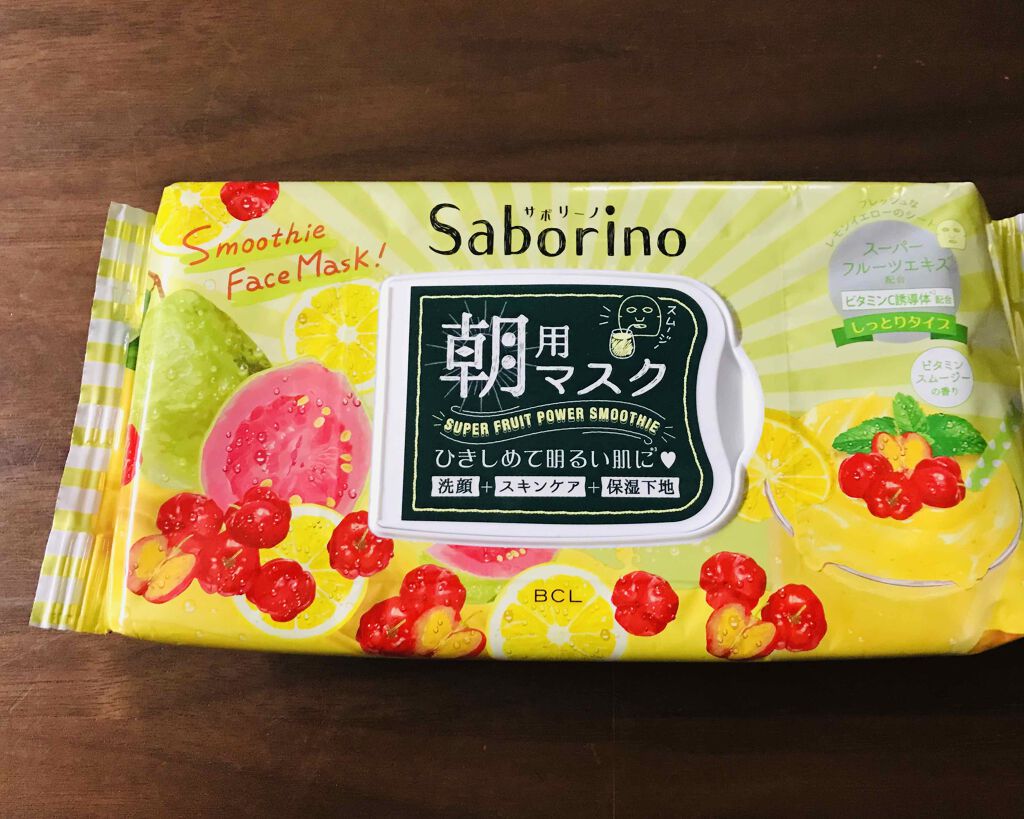 Smoothie
Face Mask!
サボリーノ
Saborino
フレッシュな
レモンイエローのシート
スーパー
フルーツエキス
配合
ビタミンC誘導体 配合
しっとりタイプ
ビタミン
スムージー
の香り
スムージ
朝用
マスク
SUPER FRUIT POWER SMOOTHIE
ひきしめて明るい肌に♥
洗顔+スキンケア+保湿下地
BCL